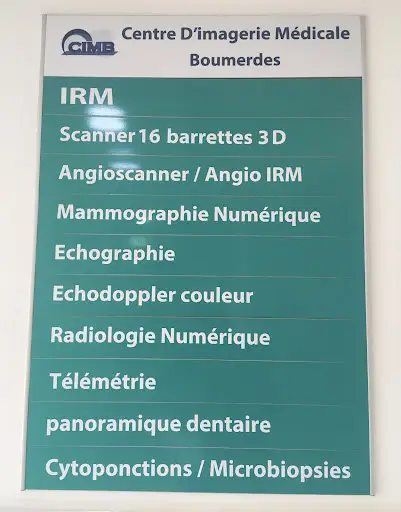 CIMB
Centre D'imagerie Médicale
Boumerdes
IRM
Scanner 16 barrettes 3D
Angioscanner / Angio IRM
Mammographie Numérique
Echographie
Echodoppler couleur
Radiologie Numérique
Télémétrie
panoramique dentaire
Cytoponctions / Microbiopsies